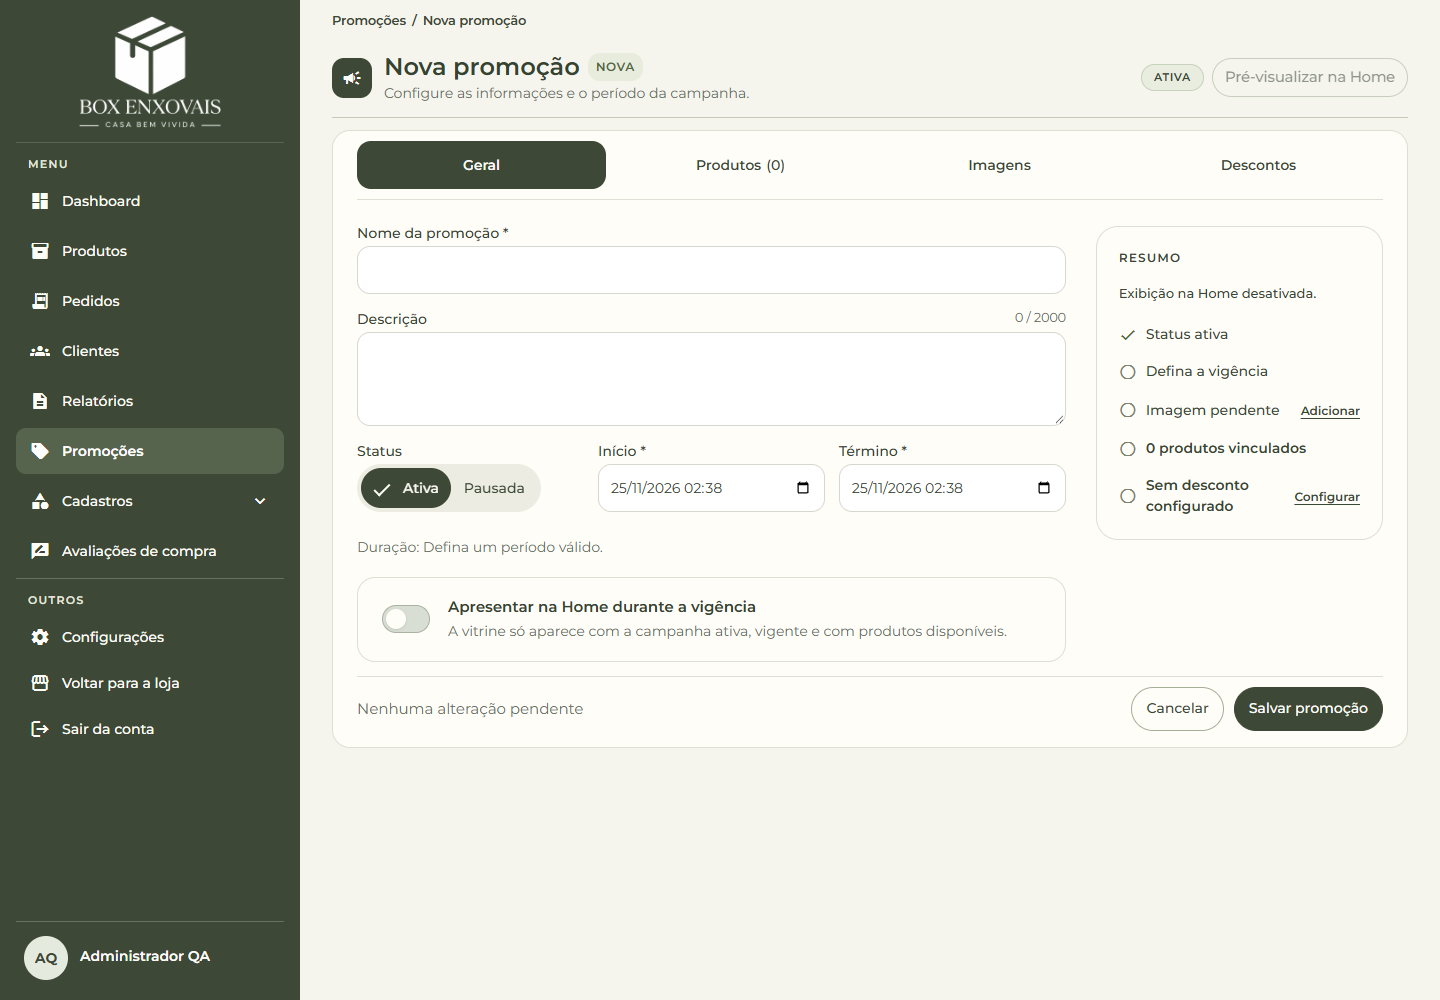 BOX ENXOVAIS
CASA BEM VIVIDA
MENU
Dashboard
Produtos
Pedidos
Clientes
Relatórios
Promoções
Cadastros
Avaliações de compra
OUTROS
Configurações
Voltar para a loja
Sair da conta
AQ
Administrador QA
Promoções / Nova promoção
Nova promoção NOVA
Configure as informações e o período da campanha.
ATIVA
Pré-visualizar na Home
Geral
Produtos (0)
Imagens
Descontos
Nome da promoção *
Descrição
0 / 2000
Status
Ativa
Pausada
Início *
25/11/2026 02:38
Término *
25/11/2026 02:38
Duração: Defina um período válido.
Apresentar na Home durante a vigência
A vitrine só aparece com a campanha ativa, vigente e com produtos disponíveis.
RESUMO
Exibição na Home desativada.
Status ativa
Defina a vigência
Imagem pendente
Adicionar
0 produtos vinculados
Sem desconto
configurado
Configurar
Nenhuma alteração pendente
Cancelar
Salvar promoção